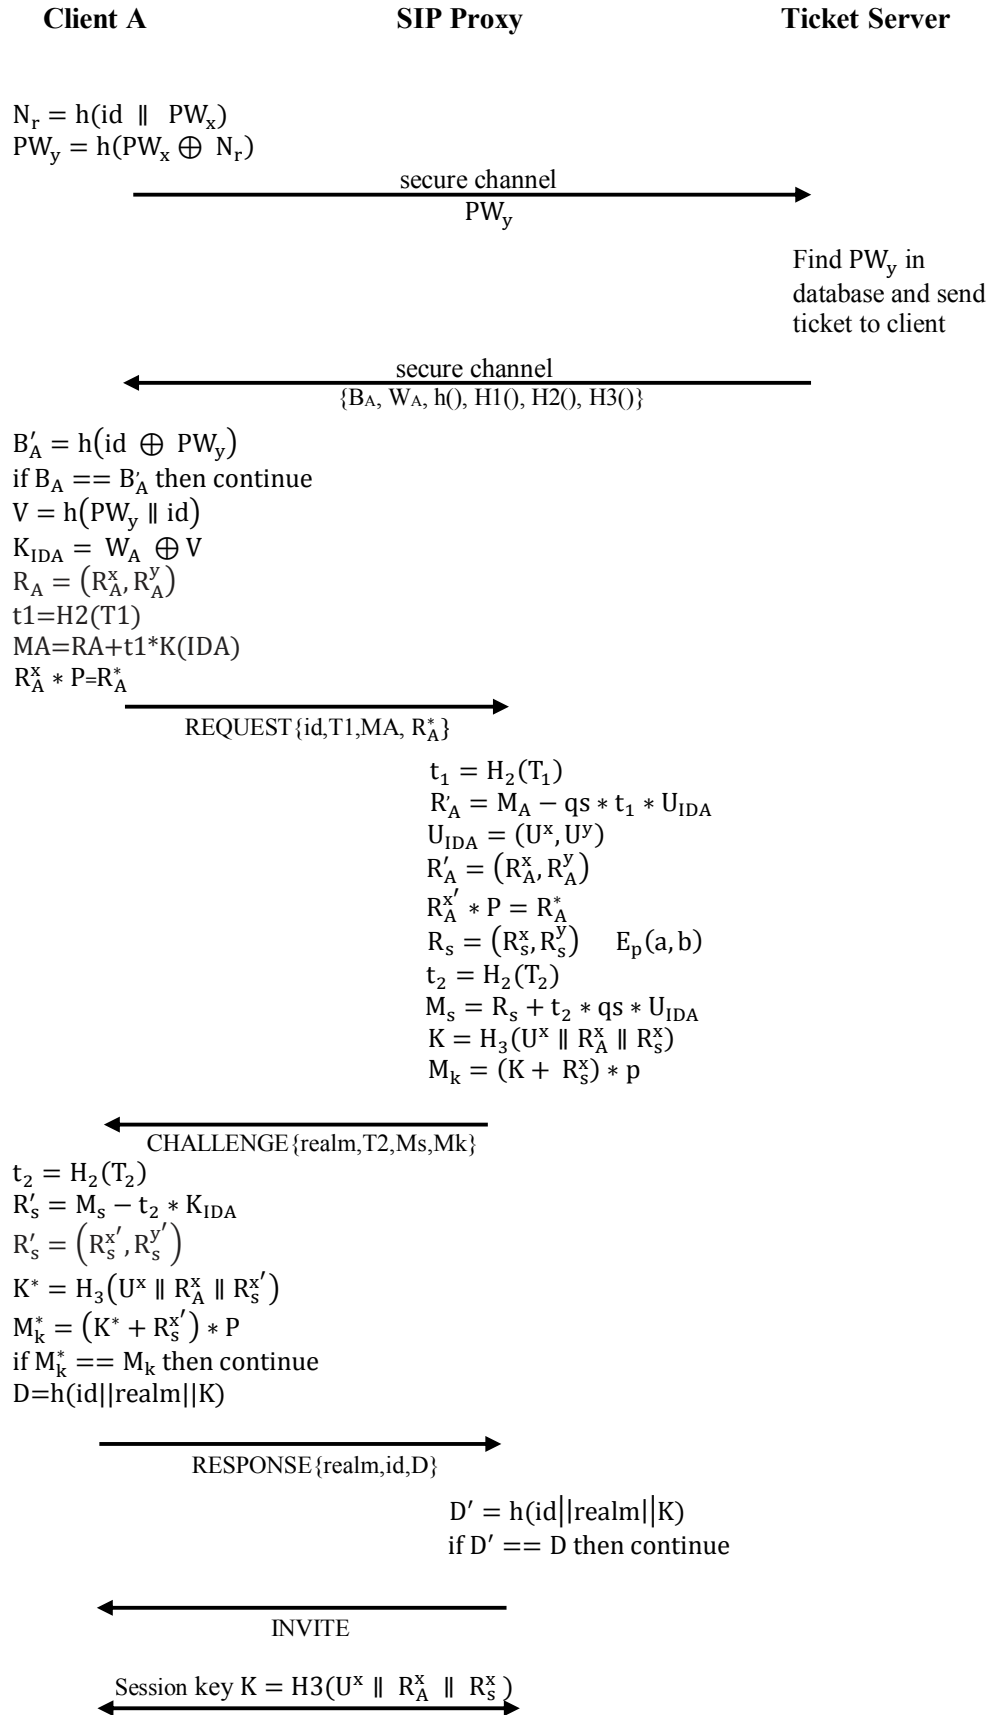 Client A SIP Proxy Ticket Server
N_r = h(id ∥ PW_x)
PW_y = h(PW_x ⊕ N_r)
secure channel
PW_y
Find PW_y in
database and send
ticket to client
secure channel
{B_A, W_A, h(), H1(), H2(), H3()}
B′_A = h(id ⊕ PW_y)
if B_A == B'_A then continue
V = h(PW_y ∥ id)
K_IDA = W_A ⊕ V
R_A = (R_A^x, R_A^y)
t1=H2(T1)
MA=RA+t1*K(IDA)
R_A^x * P=R_A^*
REQUEST{id,T1,MA, R_A^*}
t_1 = H_2(T_1)
R'_A = M_A − qs * t_1 * U_IDA
U_IDA = (U^x, U^y)
R′_A = (R_A^x, R_A^y)
R_A^x′ * P = R_A^*
R_s = (R_s^x, R_s^y) E_p(a, b)
t_2 = H_2(T_2)
M_s = R_s + t_2 * qs * U_IDA
K = H_3(U^x ∥ R_A^x ∥ R_s^x)
M_k = (K + R_s^x) * p
CHALLENGE{realm,T2,Ms,Mk}
t_2 = H_2(T_2)
R′_s = M_s − t_2 * K_IDA
R′_s = (R_s^x′, R_s^y′)
K^* = H_3(U^x ∥ R_A^x ∥ R_s^x′)
M_k^* = (K^* + R_s^x′) * P
if M_k^* == M_k then continue
D=h(id||realm||K)
RESPONSE{realm,id,D}
D′ = h(id||realm||K)
if D′ == D then continue
INVITE
Session key K = H3(U^x ∥ R_A^x ∥ R_s^x)